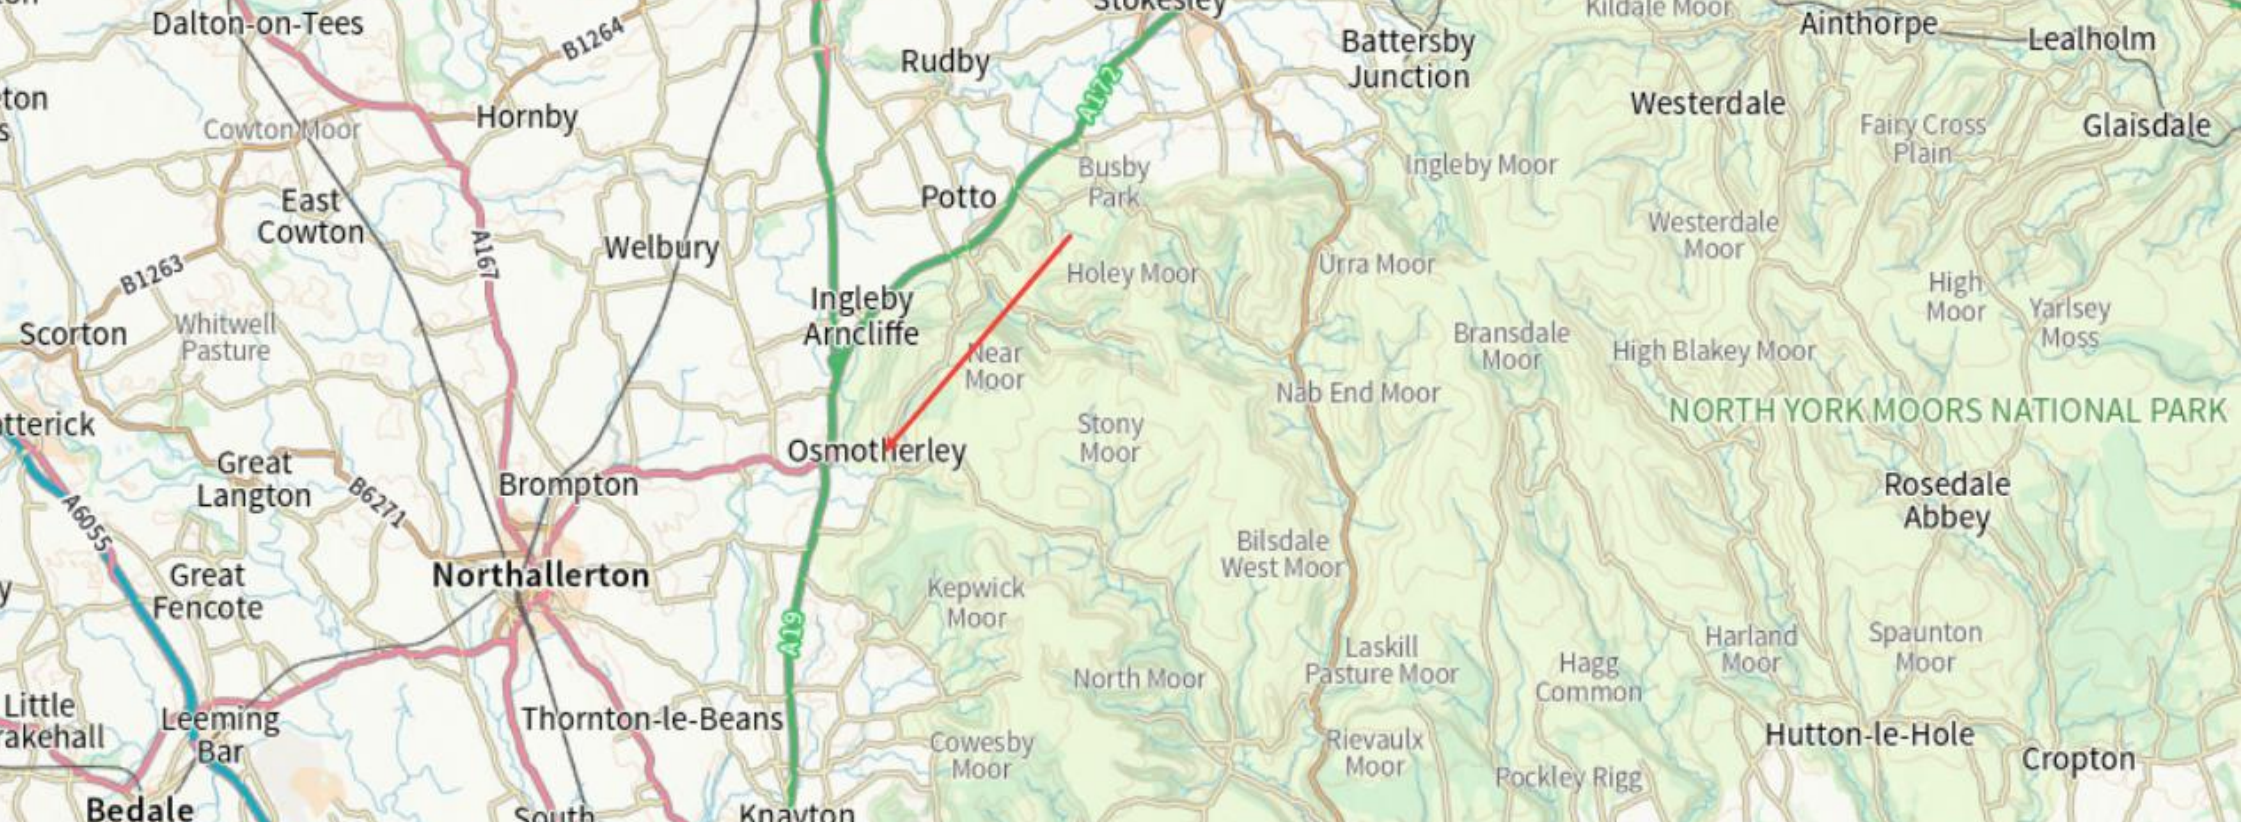 Stokesley
Dalton-on-Tees
B1264
Rudby
Battersby
Junction
Kildale Moor
Ainthorpe
Lealholm
eton
s
Cowton Moor
Hornby
A172
Westerdale
Fairy Cross
Plain
Glaisdale
East
Cowton
A167
Potto
Busby
Park
Ingleby Moor
Westerdale
Moor
B1263
Welbury
Holey Moor
Urra Moor
High
Moor
Yarlsey
Moss
Scorton
Whitwell
Pasture
Ingleby
Arncliffe
Near
Moor
Bransdale
Moor
High Blakey Moor
Nab End Moor
NORTH YORK MOORS NATIONAL PARK
tterick
Great
Langton
B6271
Brompton
Osmotherley
Stony
Moor
Rosedale
Abbey
A6055
Bilsdale
West Moor
y
Great
Fencote
Northallerton
A19
Kepwick
Moor
Laskill
Pasture Moor
Hagg
Common
Harland
Moor
Spaunton
Moor
Little
rakehall
Leeming
Bar
Thornton-le-Beans
North Moor
Cowesby
Moor
Rievaulx
Moor
Pockley Rigg
Hutton-le-Hole
Cropton
Bedale
South
Knayton